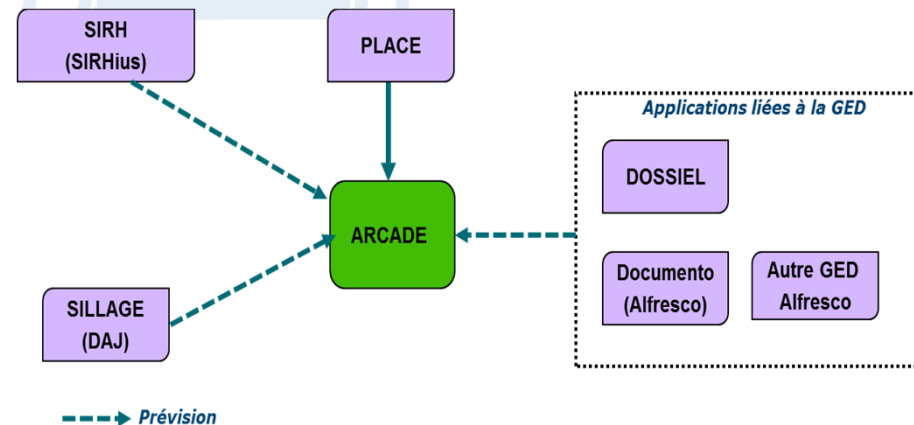 SIRH
(SIRHius)
PLACE
Applications liées à la GED
DOSSIEL
ARCADE
Documento
(Alfresco)
Autre GED
Alfresco
SILLAGE
(DAJ)
Prévision